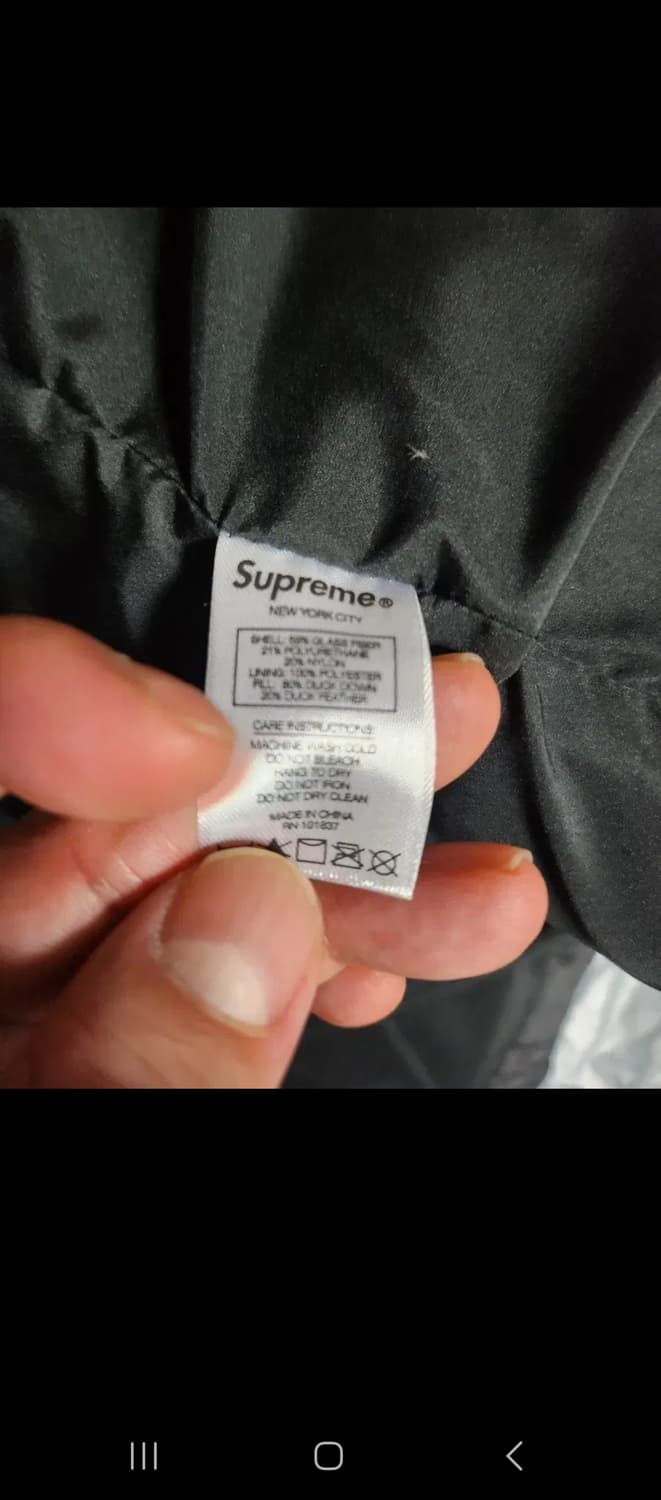 Supreme®
NEW YORK CITY
SHELL: 59% GLASS FIBER
21% POLYURETHANE
20% NYLON
LINING: 100% POLYESTER
FILL: 80% DUCK DOWN
20% DUCK FEATHER
CARE INSTRUCTIONS:
MACHINE WASH COLD
DO NOT BLEACH
HANG TO DRY
DO NOT IRON
DO NOT DRY CLEAN
MADE IN CHINA
RN 101837